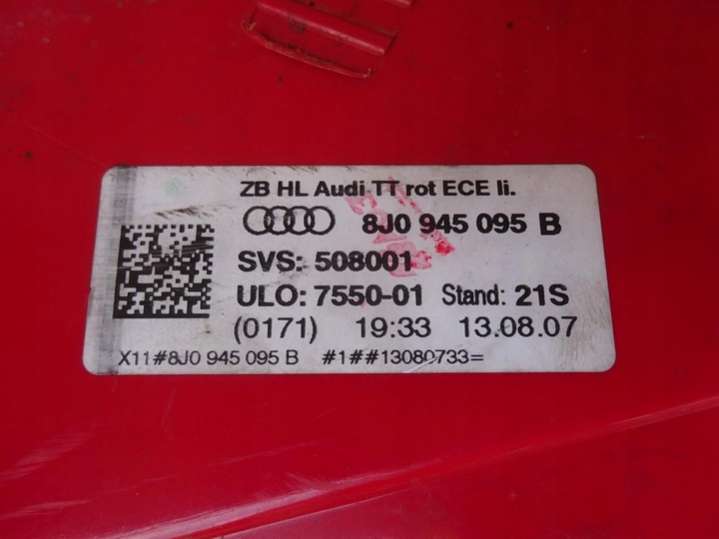 ZB HL Audi TT rot ECE li.
8J0 945 095 B
SVS: 508001
ULO: 7550-01 Stand: 21S
(0171) 19:33 13.08.07
X11#8J0 945 095 B #1##13080733=